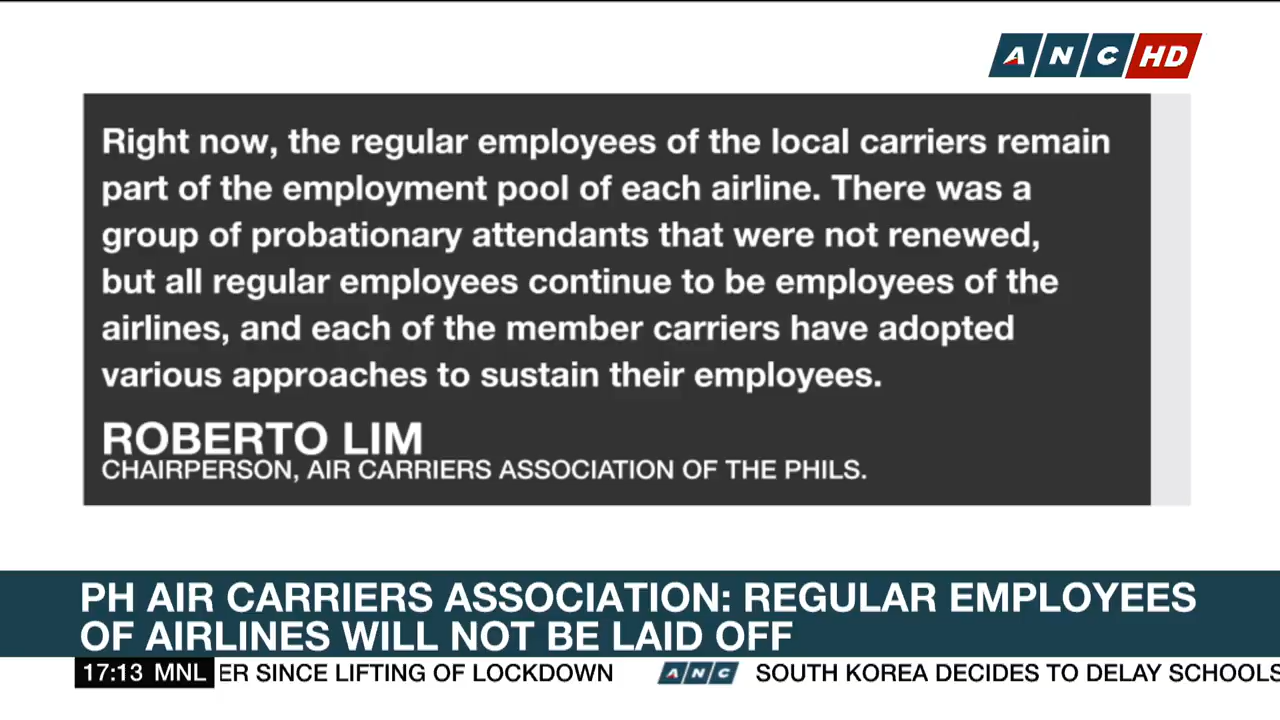 ANC HD
Right now, the regular employees of the local carriers remain
part of the employment pool of each airline. There was a
group of probationary attendants that were not renewed,
but all regular employees continue to be employees of the
airlines, and each of the member carriers have adopted
various approaches to sustain their employees.
ROBERTO LIM
CHAIRPERSON, AIR CARRIERS ASSOCIATION OF THE PHILS.
PH AIR CARRIERS ASSOCIATION: REGULAR EMPLOYEES
OF AIRLINES WILL NOT BE LAID OFF
17:13 MNL ER SINCE LIFTING OF LOCKDOWN ANC SOUTH KOREA DECIDES TO DELAY SCHOOLS